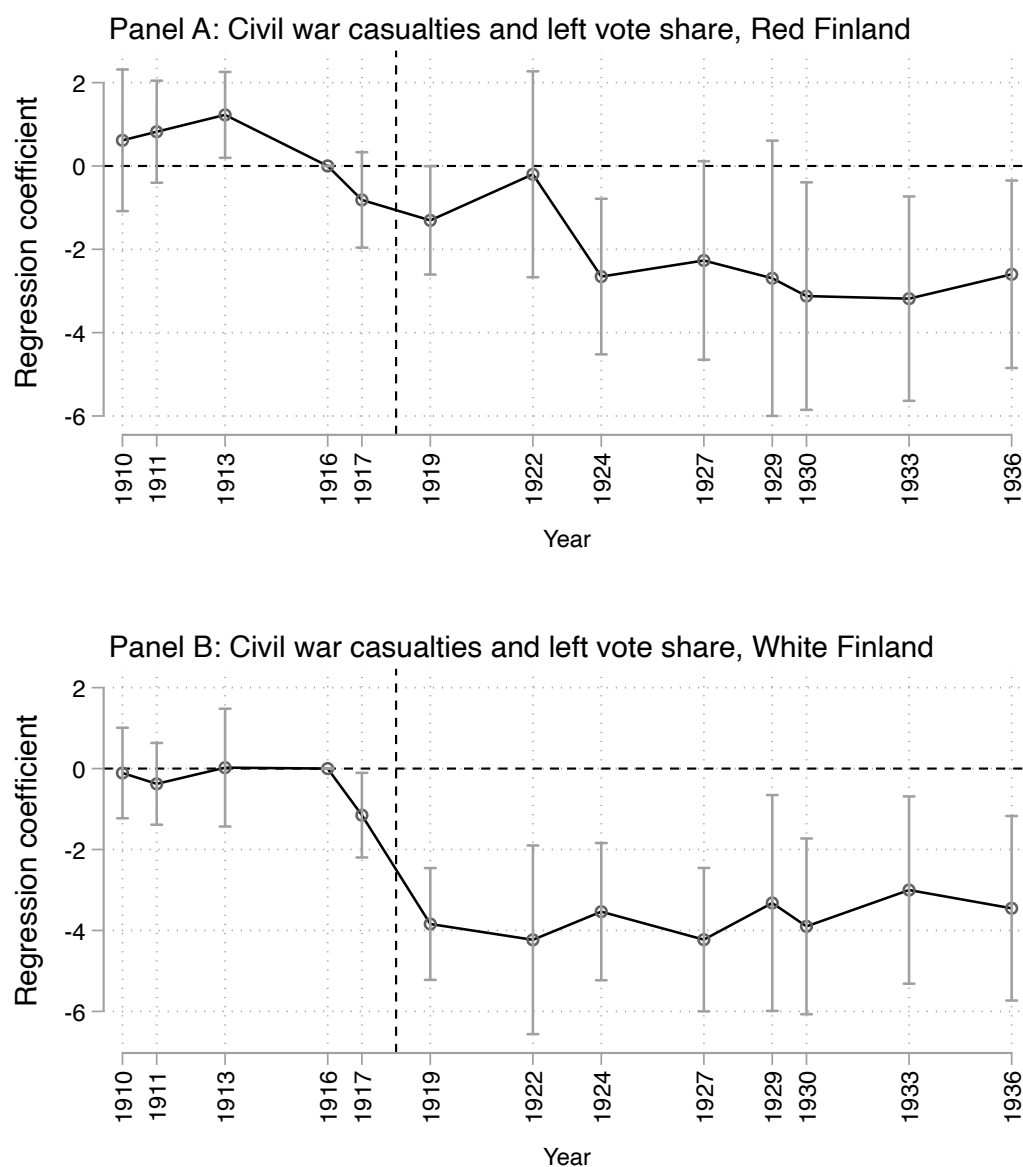 Panel A: Civil war casualties and left vote share, Red Finland
Regression coefficient
2
0
-2
-4
-6
1910 1911 1913 1916 1917 1919 1922 1924 1927 1929 1930 1933 1936
Year
Panel B: Civil war casualties and left vote share, White Finland
Regression coefficient
2
0
-2
-4
-6
1910 1911 1913 1916 1917 1919 1922 1924 1927 1929 1930 1933 1936
Year